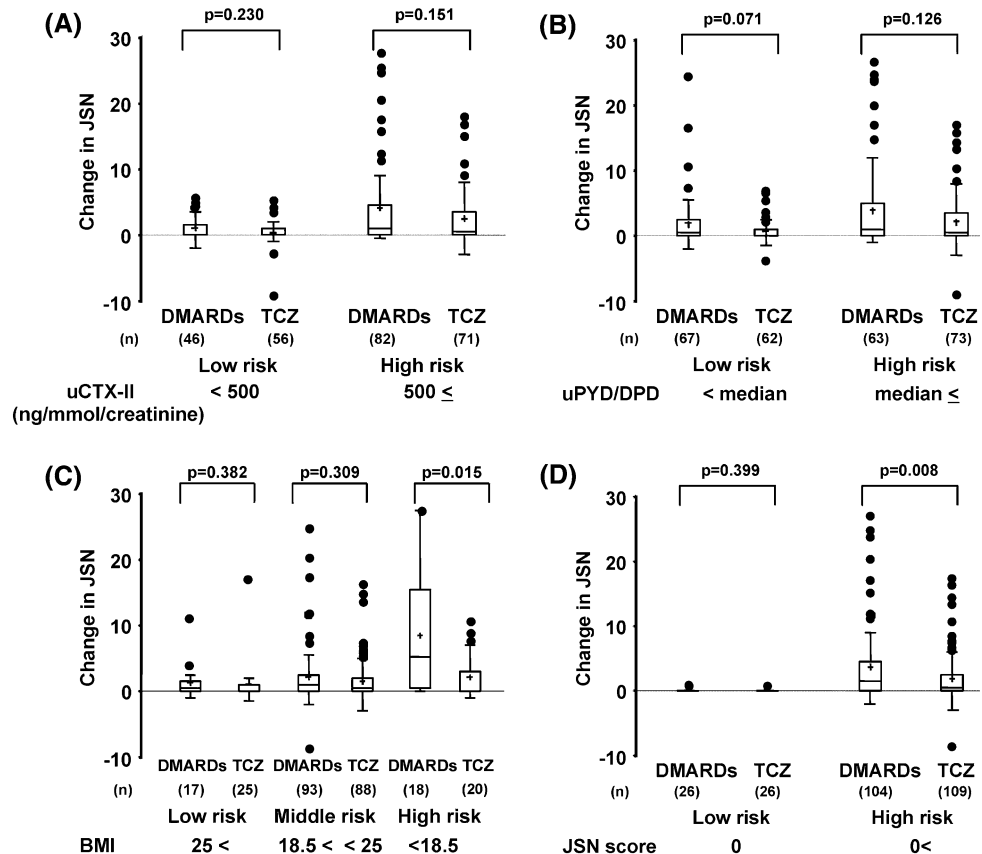 (A)
p=0.230 p=0.151
Change in JSN
30
20
10
0
-10
DMARDs TCZ DMARDs TCZ
(n) (46) (56) (82) (71)
Low risk High risk
uCTX-II < 500 500 ≤
(ng/mmol/creatinine)
(B)
p=0.071 p=0.126
Change in JSN
30
20
10
0
-10
DMARDs TCZ DMARDs TCZ
(n) (67) (62) (63) (73)
Low risk High risk
uPYD/DPD < median median ≤
(C)
p=0.382 p=0.309 p=0.015
Change in JSN
30
20
10
0
-10
DMARDs TCZ DMARDs TCZ DMARDs TCZ
(n) (17) (25) (93) (88) (18) (20)
Low risk Middle risk High risk
BMI 25 < 18.5 < < 25 <18.5
(D)
p=0.399 p=0.008
Change in JSN
30
20
10
0
-10
DMARDs TCZ DMARDs TCZ
(n) (26) (26) (104) (109)
Low risk High risk
JSN score 0 0<